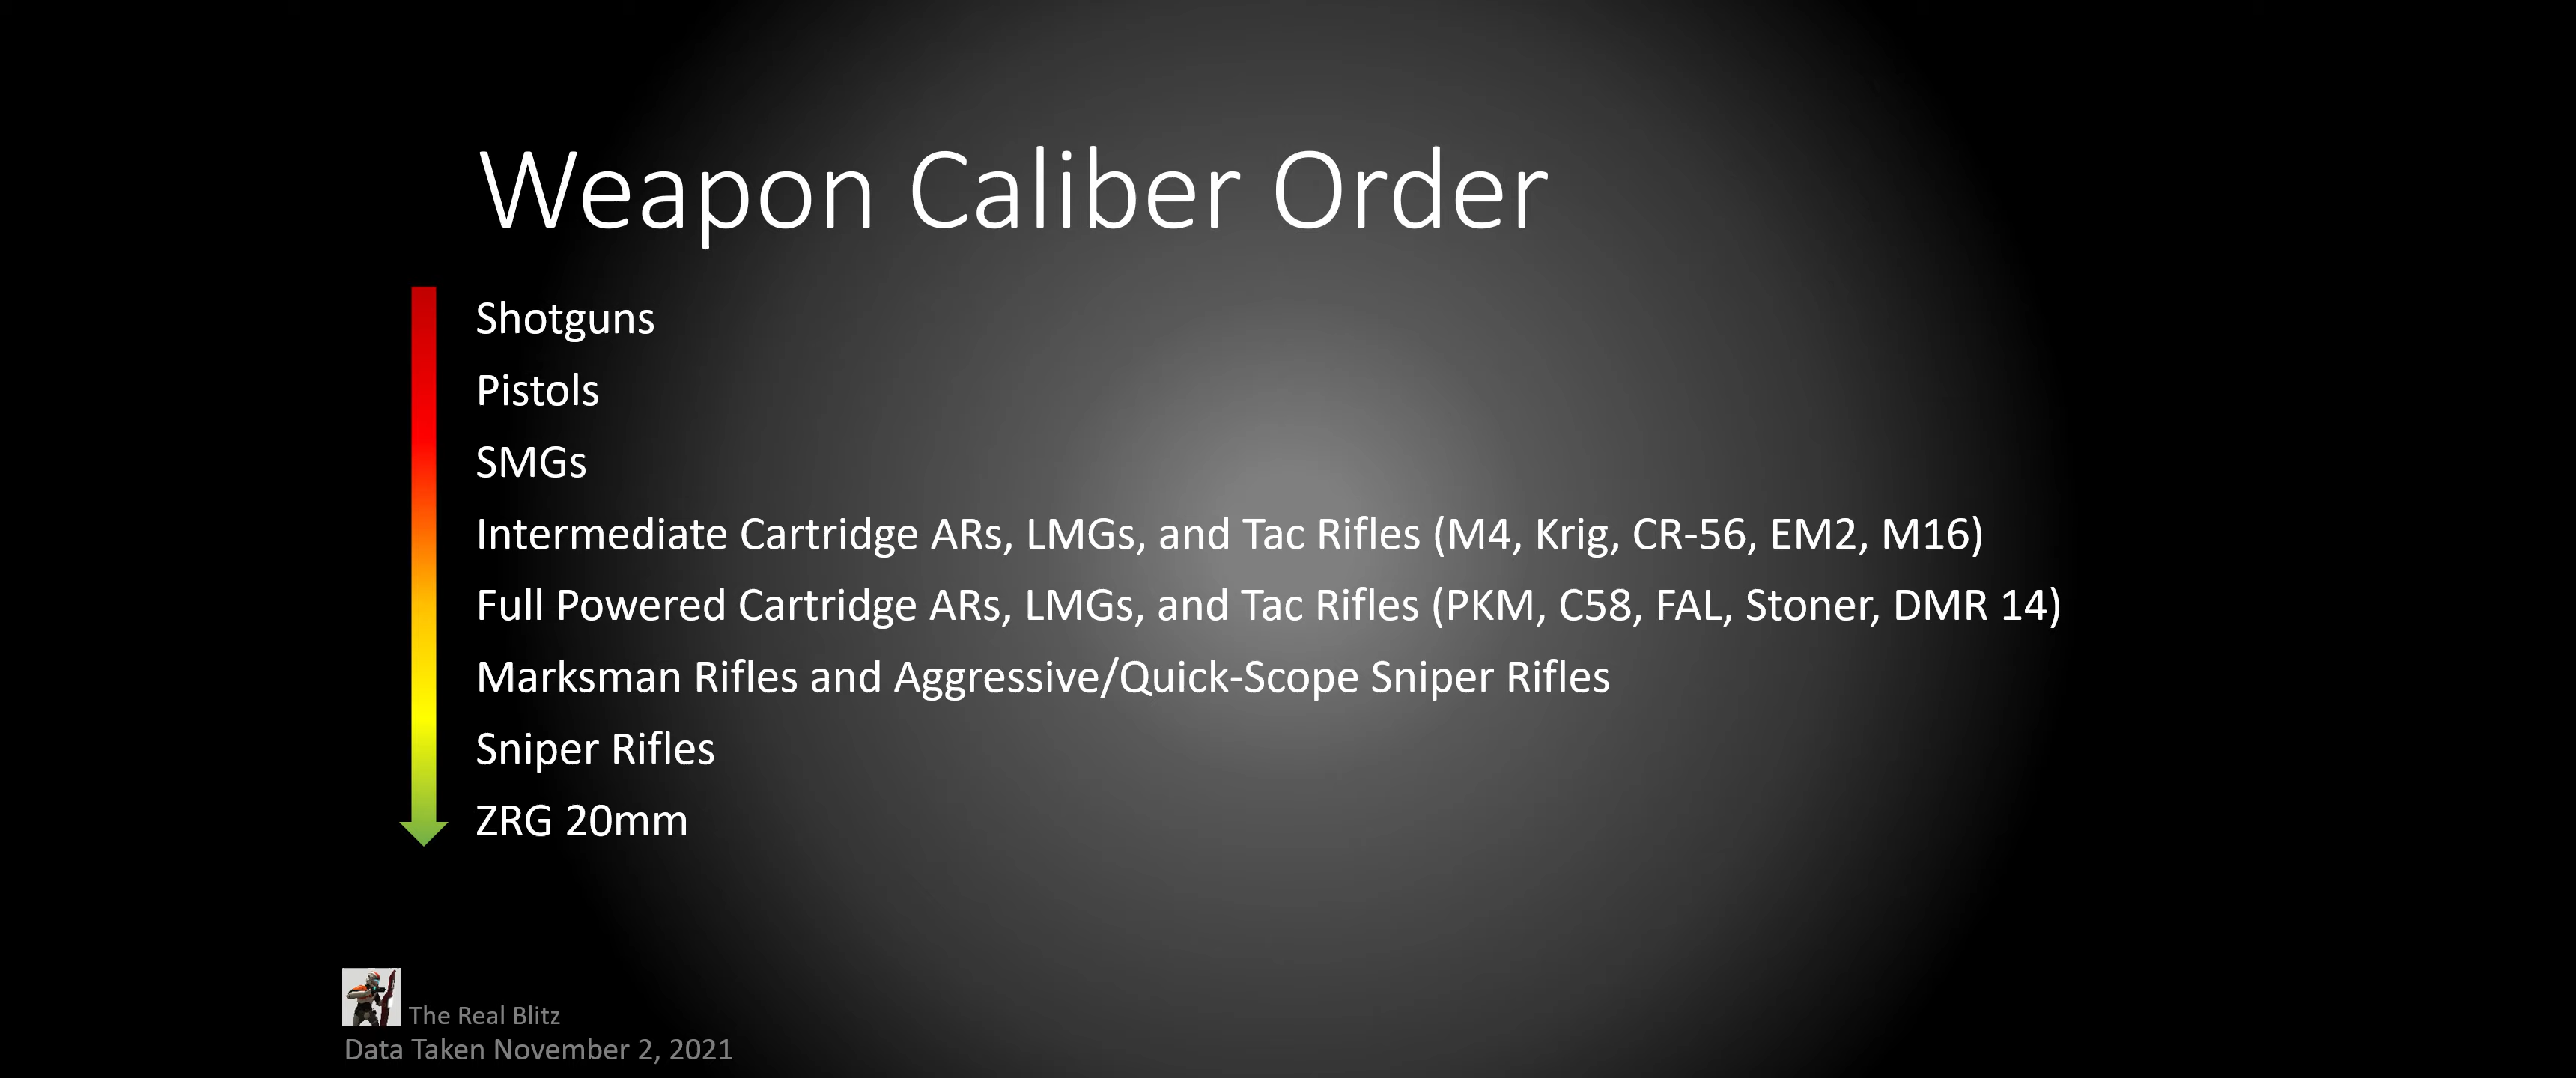 Weapon Caliber Order
Shotguns
Pistols
SMGs
Intermediate Cartridge ARs, LMGs, and Tac Rifles (M4, Krig, CR-56, EM2, M16)
Full Powered Cartridge ARs, LMGs, and Tac Rifles (PKM, C58, FAL, Stoner, DMR 14)
Marksman Rifles and Aggressive/Quick-Scope Sniper Rifles
Sniper Rifles
ZRG 20mm
The Real Blitz
Data Taken November 2, 2021